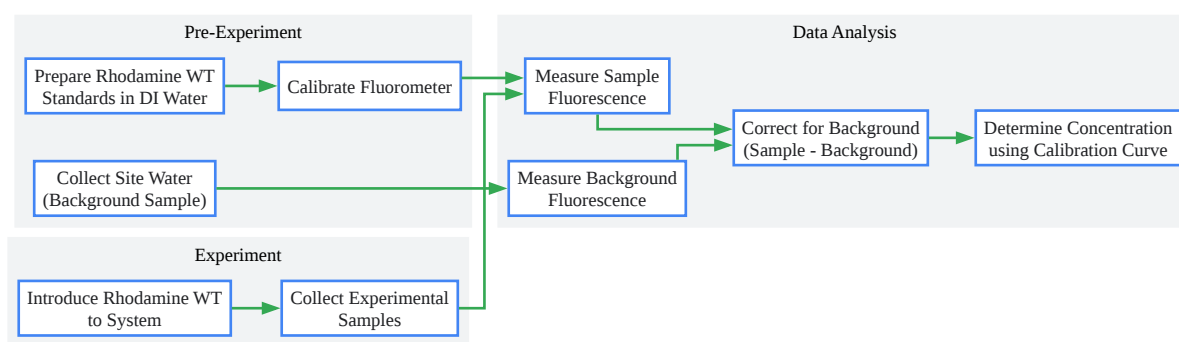 Pre-Experiment
Prepare Rhodamine WT
Standards in DI Water
Calibrate Fluorometer
Collect Site Water
(Background Sample)
Experiment
Introduce Rhodamine WT
to System
Collect Experimental
Samples
Data Analysis
Measure Sample
Fluorescence
Measure Background
Fluorescence
Correct for Background
(Sample - Background)
Determine Concentration
using Calibration Curve